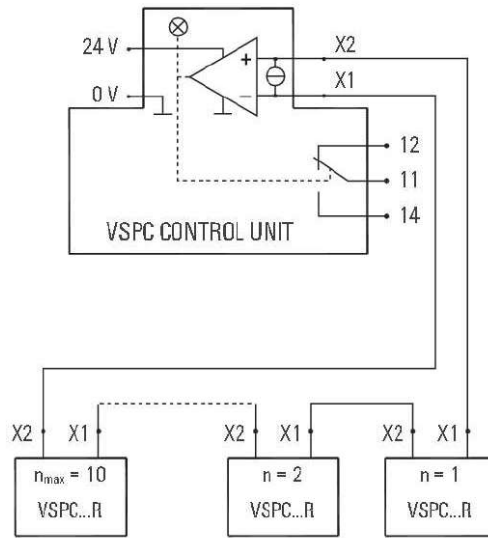 24 V
0 V
+
−
X2
X1
12
11
14
VSPC CONTROL UNIT
X2 X1 X2 X1 X2 X1
nmax = 10 n = 2 n = 1
VSPC...R VSPC...R VSPC...R